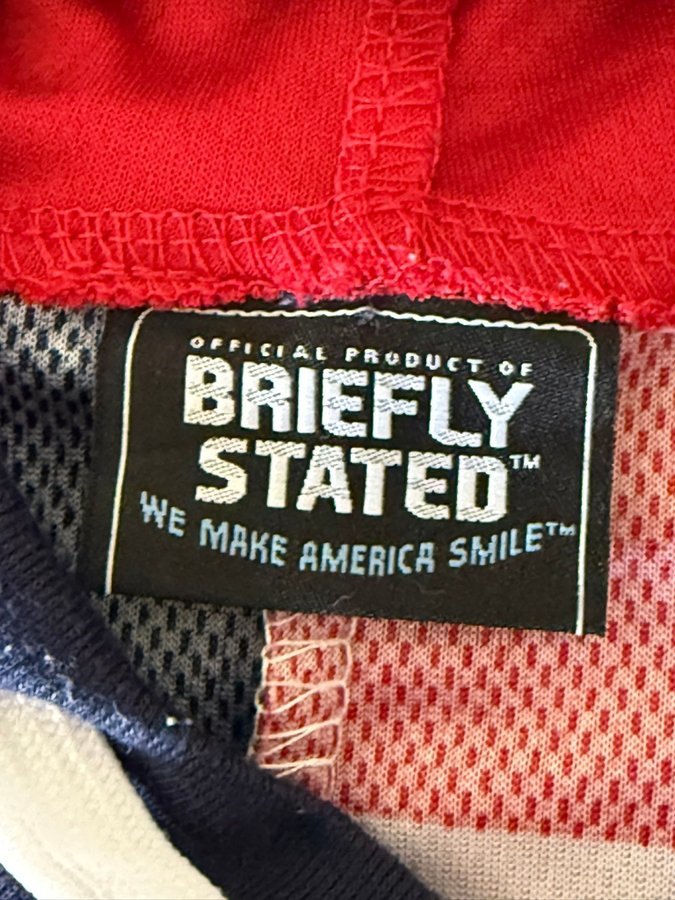 OFFICIAL PRODUCT OF
BRIEFLY
STATED™
WE MAKE AMERICA SMILE™